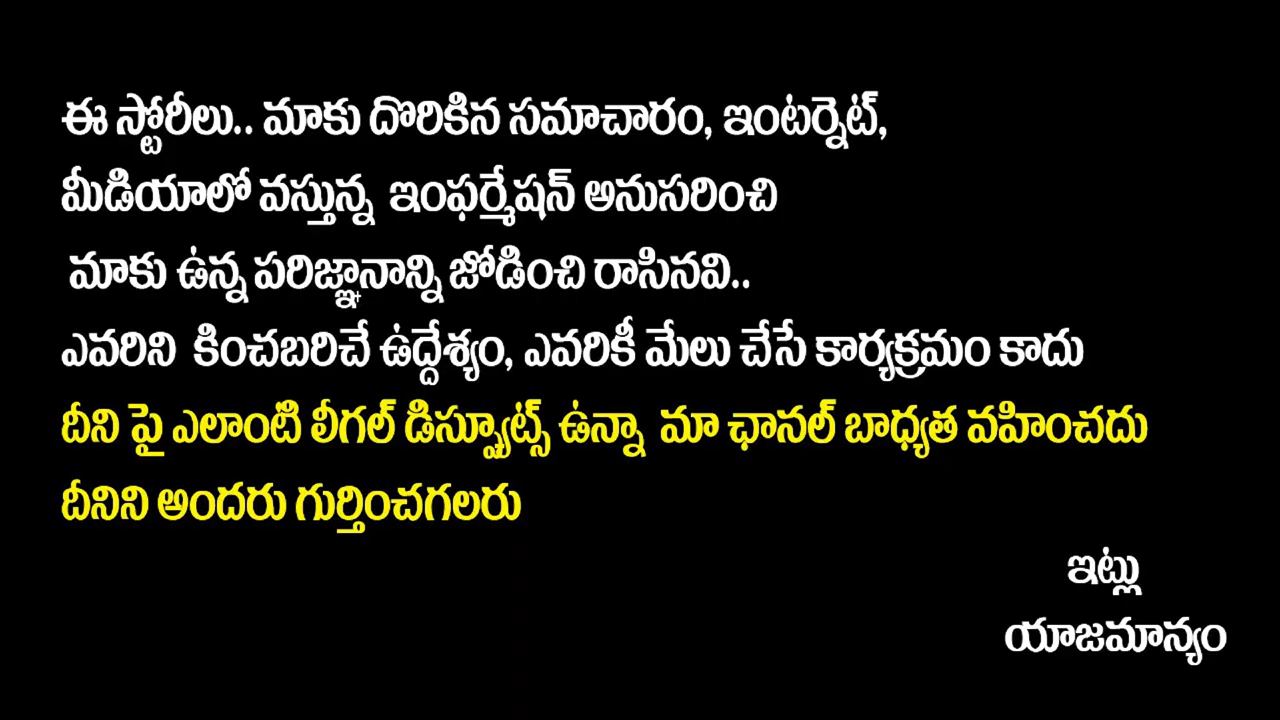 ఈ స్టోరీలు.. మాకు దొరికిన సమాచారం, ఇంటర్నెట్,
మీడియాలో వస్తున్న ఇంఫర్మేషన్ అనుసరించి
మాకు ఉన్న పరిజ్ఞానాన్ని జోడించి రాసినవి..
ఎవరిని కించబరిచే ఉద్దేశ్యం, ఎవరికీ మేలు చేసే కార్యక్రమం కాదు
దీని పై ఎలాంటి లీగల్ డిస్ప్యూట్స్ ఉన్నా మా ఛానల్ బాధ్యత వహించదు
దీనిని అందరు గుర్తించగలరు
ఇట్లు
యాజమాన్యం